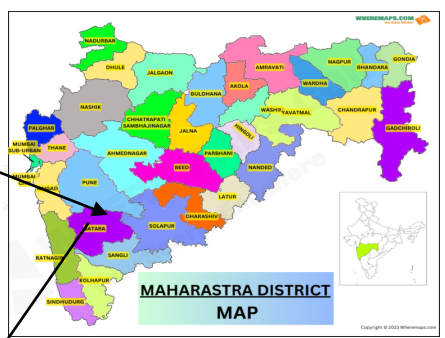 WHEREMAPS.COM
NADURBAR
DHULE
JALGAON
NASHIK
BULDHANA
AKOLA
AMRAVATI
WARDHA
NAGPUR
BHANDARA
GONDIA
WASHIM
YAVATMAL
CHANDRAPUR
GADCHIROLI
PALGHAR
THANE
MUMBAI
SUB-URBAN
MUMBAI
CHHATRAPATI
SAMBHAJINAGAR
JALNA
HINGOLI
PARBHANI
NANDED
AHMEDNAGAR
BEED
PUNE
LATUR
DHARASHIV
SOLAPUR
SATARA
RATNAGIRI
SANGLI
KOLHAPUR
SINDHUDURG
MAHARASTRA DISTRICT
MAP
Copyright © 2023 Wheremaps.com